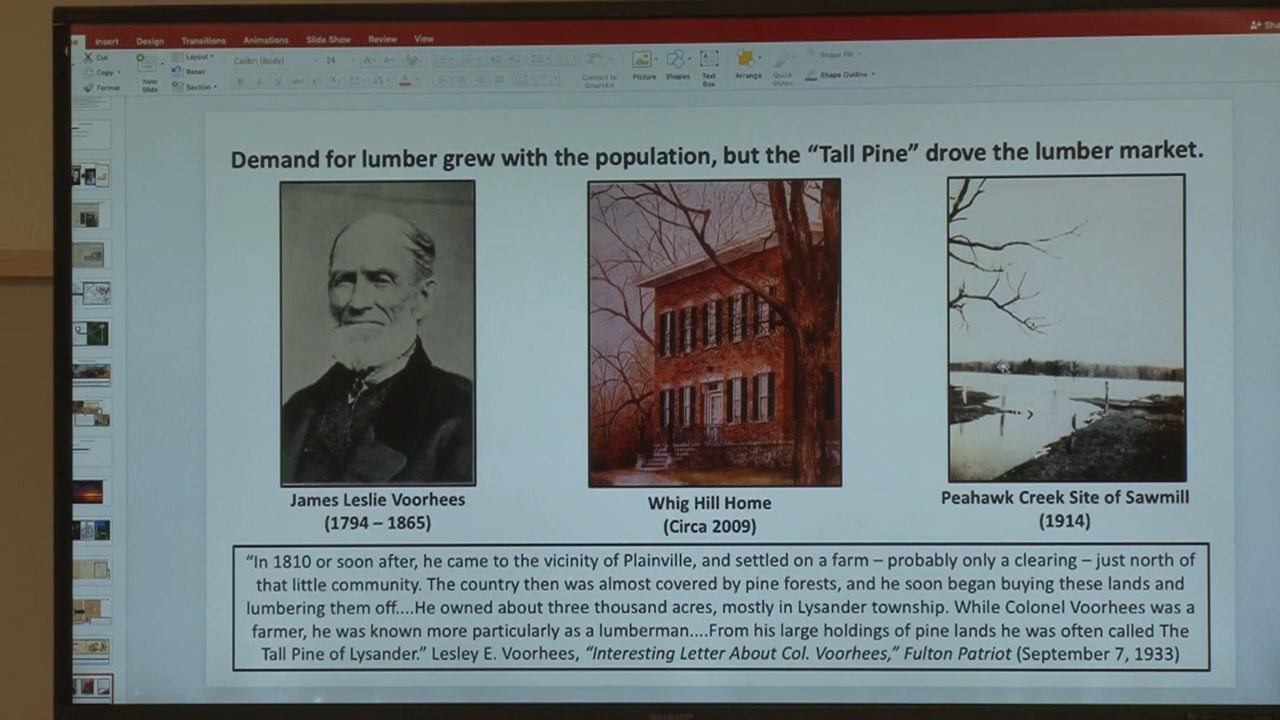 Insert Design Transitions Animations Slide Show Review View
Cut
Copy
Format
New Slide
Layout
Reset
Section
Calibri (Body) 24
Convert to SmartArt
Picture
Shapes
Text Box
Arrange
Quick Styles
Shape Fill
Shape Outline
Demand for lumber grew with the population, but the “Tall Pine” drove the lumber market.
James Leslie Voorhees
(1794 – 1865)
Whig Hill Home
(Circa 2009)
Peahawk Creek Site of Sawmill
(1914)
“In 1810 or soon after, he came to the vicinity of Plainville, and settled on a farm – probably only a clearing – just north of
that little community. The country then was almost covered by pine forests, and he soon began buying these lands and
lumbering them off....He owned about three thousand acres, mostly in Lysander township. While Colonel Voorhees was a
farmer, he was known more particularly as a lumberman....From his large holdings of pine lands he was often called The
Tall Pine of Lysander.” Lesley E. Voorhees, “Interesting Letter About Col. Voorhees,” Fulton Patriot (September 7, 1933)
SHARP